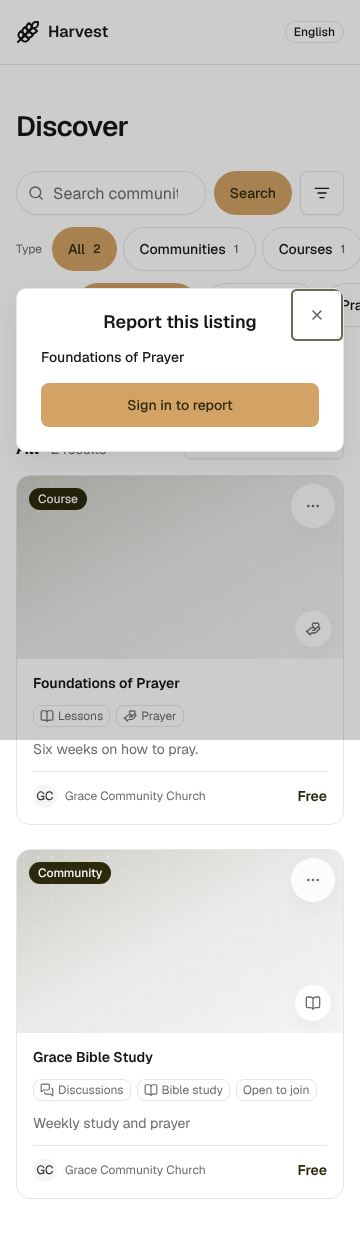 Harvest
English
Discover
Search
Type
All 2
Communities 1
Courses 1
Report this listing
Foundations of Prayer
Sign in to report
Course
Foundations of Prayer
Lessons
Prayer
Six weeks on how to pray.
GC
Grace Community Church
Free
Community
Grace Bible Study
Discussions
Bible study
Open to join
Weekly study and prayer
GC
Grace Community Church
Free